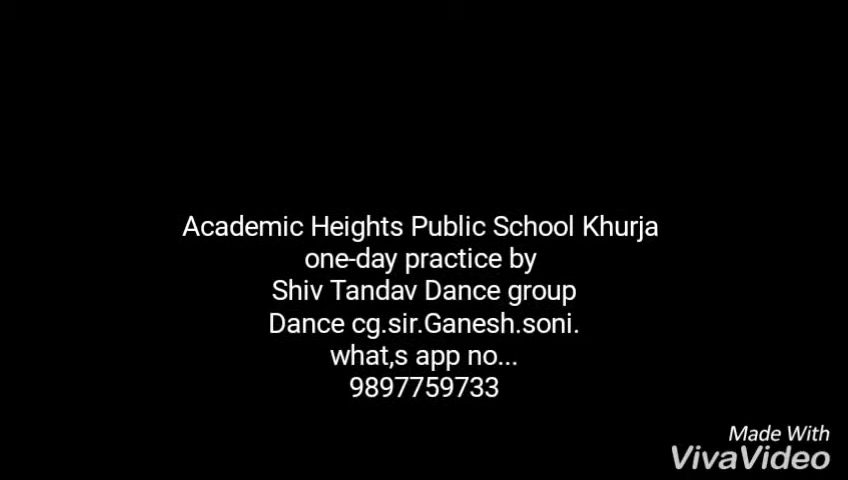 Academic Heights Public School Khurja
one-day practice by
Shiv Tandav Dance group
Dance cg.sir.Ganesh.soni.
what,s app no...
9897759733
Made With
VivaVideo